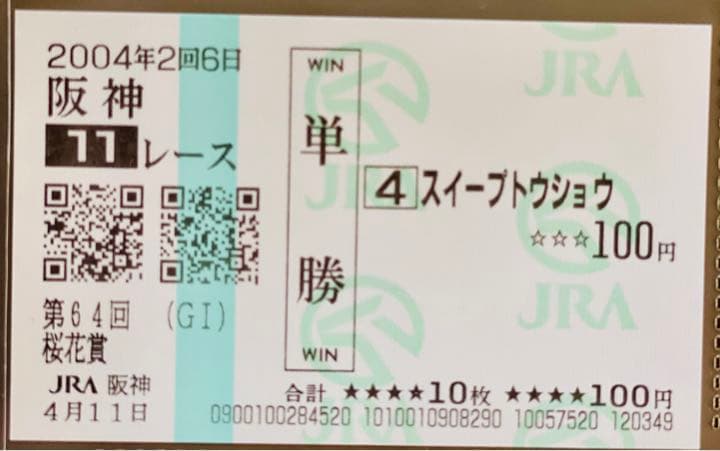 2004年2回6日
阪神
11レース
第64回 (GI)
桜花賞
JRA 阪神
4月11日
WIN
単勝
WIN
4 スイープトウショウ
☆☆☆100円
合計 ★★★★10枚 ★★★★100円
0900100284520 1010010908290 10057520 120349
JRA
JRA
JRA
JRA